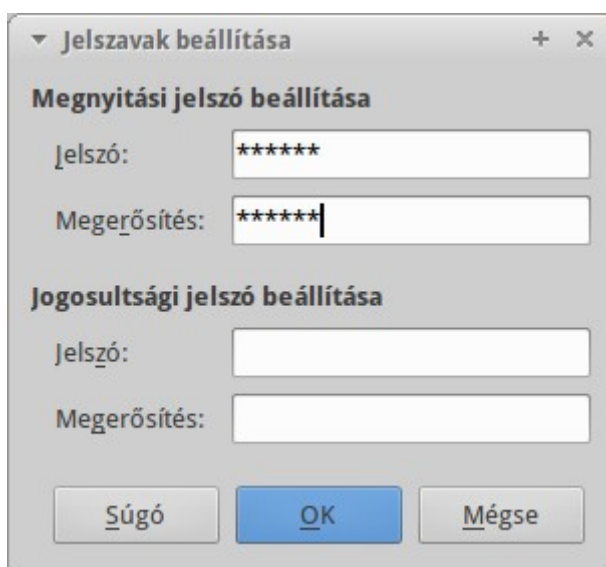 Jelszavak beállítása
Megnyitási jelszó beállítása
Jelszó: ******
Megerősítés: ******
Jogosultsági jelszó beállítása
Jelszó:
Megerősítés:
Súgó OK Mégse